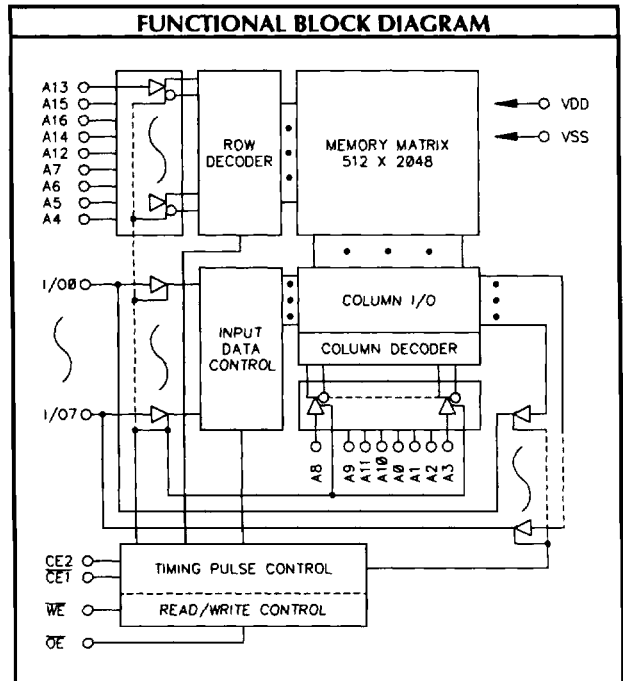 FUNCTIONAL BLOCK DIAGRAM
A13
A15
A16
A14
A12
A7
A6
A5
A4
ROW
DECODER
MEMORY MATRIX
512 X 2048
VDD
VSS
I/O0
I/O7
INPUT
DATA
CONTROL
COLUMN I/O
COLUMN DECODER
A8
A9
A11
A10
A0
A1
A2
A3
CE2
CE1
WE
OE
TIMING PULSE CONTROL
READ/WRITE CONTROL